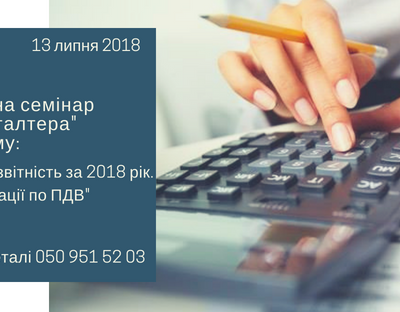 13 липня 2018
на семінар
галтера"
му:
звітність за 2018 рік.
ації по ПДВ"
талі 050 951 52 03